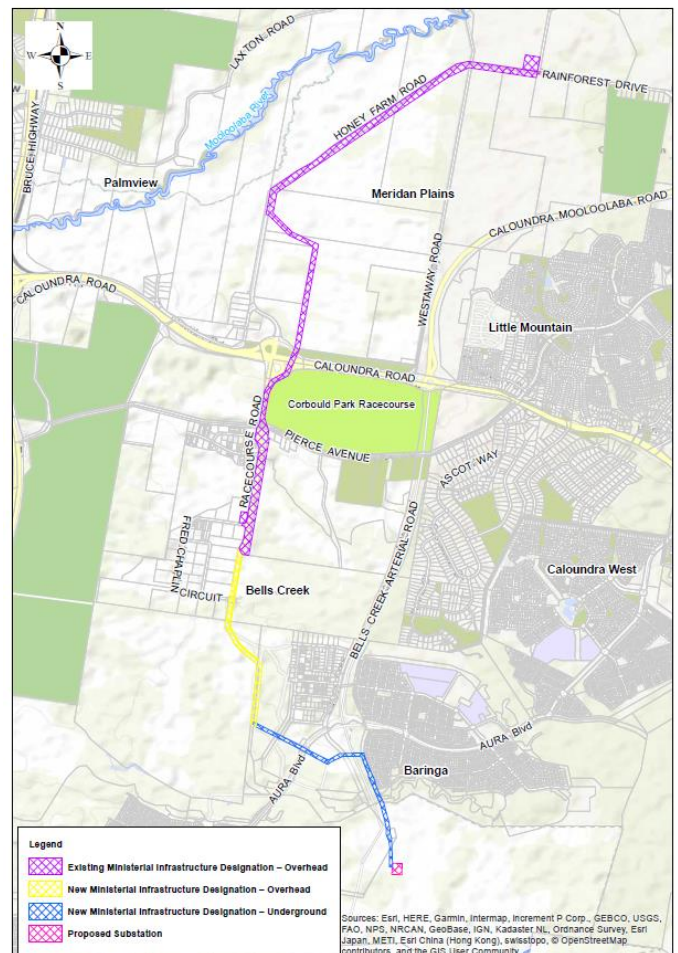 N
W
E
S
LAXTON ROAD
RAINFOREST DRIVE
HONEY FARM ROAD
Mooloolaba River
BRUCE HIGHWAY
Palmview
Meridan Plains
CALOUNDRA MOOLOOLABA ROAD
WESTAWAY ROAD
CALOUNDRA ROAD
Little Mountain
CALOUNDRA ROAD
Corbould Park Racecourse
RACECOURSE ROAD
PIERCE AVENUE
ASCOT WAY
FRED CHAPLIN
CIRCUIT
Bells Creek
BELLS CREEK ARTERIAL ROAD
Caloundra West
AURA Blvd
Baringa
AURA Blvd
Legend
Existing Ministerial Infrastructure Designation – Overhead
New Ministerial Infrastructure Designation – Overhead
New Ministerial Infrastructure Designation – Underground
Proposed Substation
Sources: Esri, HERE, Garmin, Intermap, increment P Corp., GEBCO, USGS,
FAO, NPS, NRCAN, GeoBase, IGN, Kadaster NL, Ordnance Survey, Esri
Japan, METI, Esri China (Hong Kong), swisstopo, © OpenStreetMap
contributors, and the GIS User Community